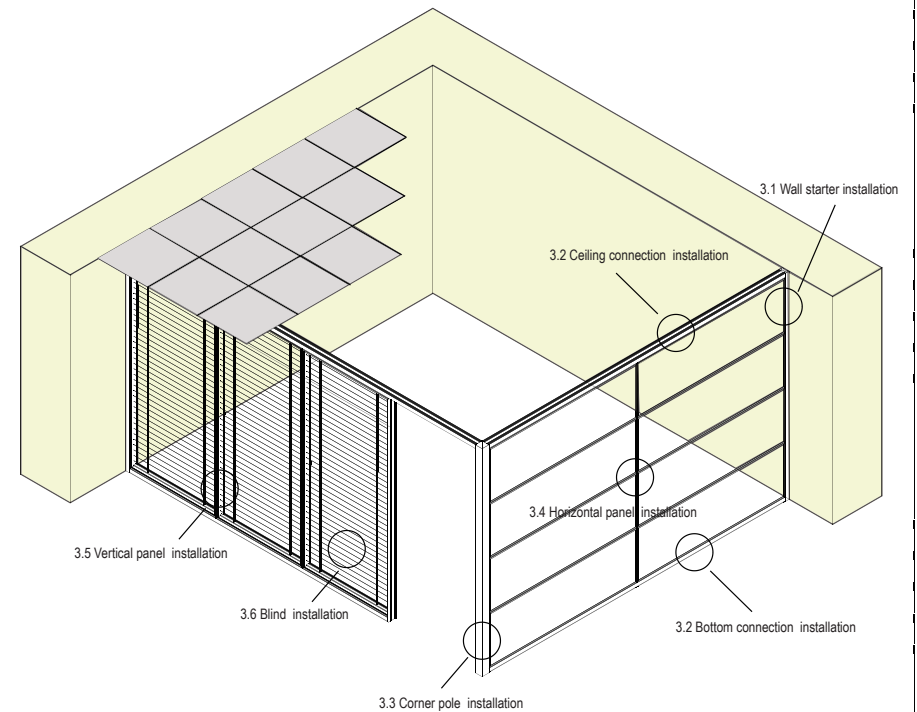 3.1 Wall starter installation
3.2 Ceiling connection installation
3.4 Horizontal panel installation
3.5 Vertical panel installation
3.6 Blind installation
3.2 Bottom connection installation
3.3 Corner pole installation